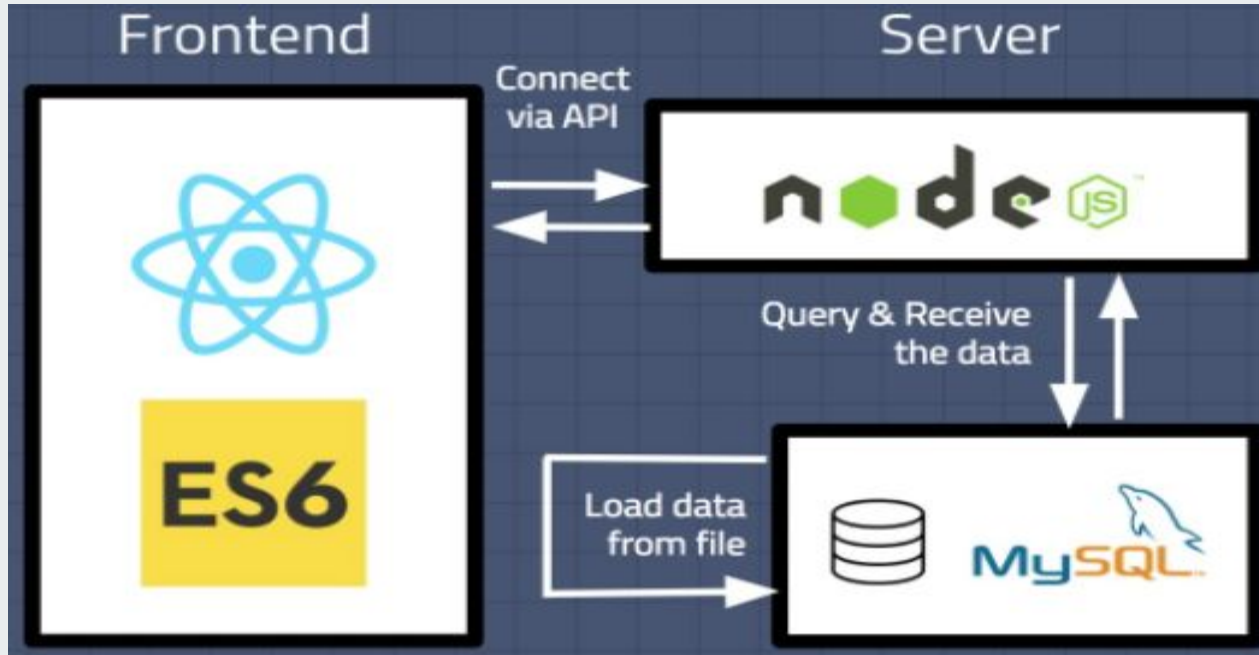 Frontend
Server
Connect
via API
node JS
Query & Receive
the data
ES6
Load data
from file
MySQL